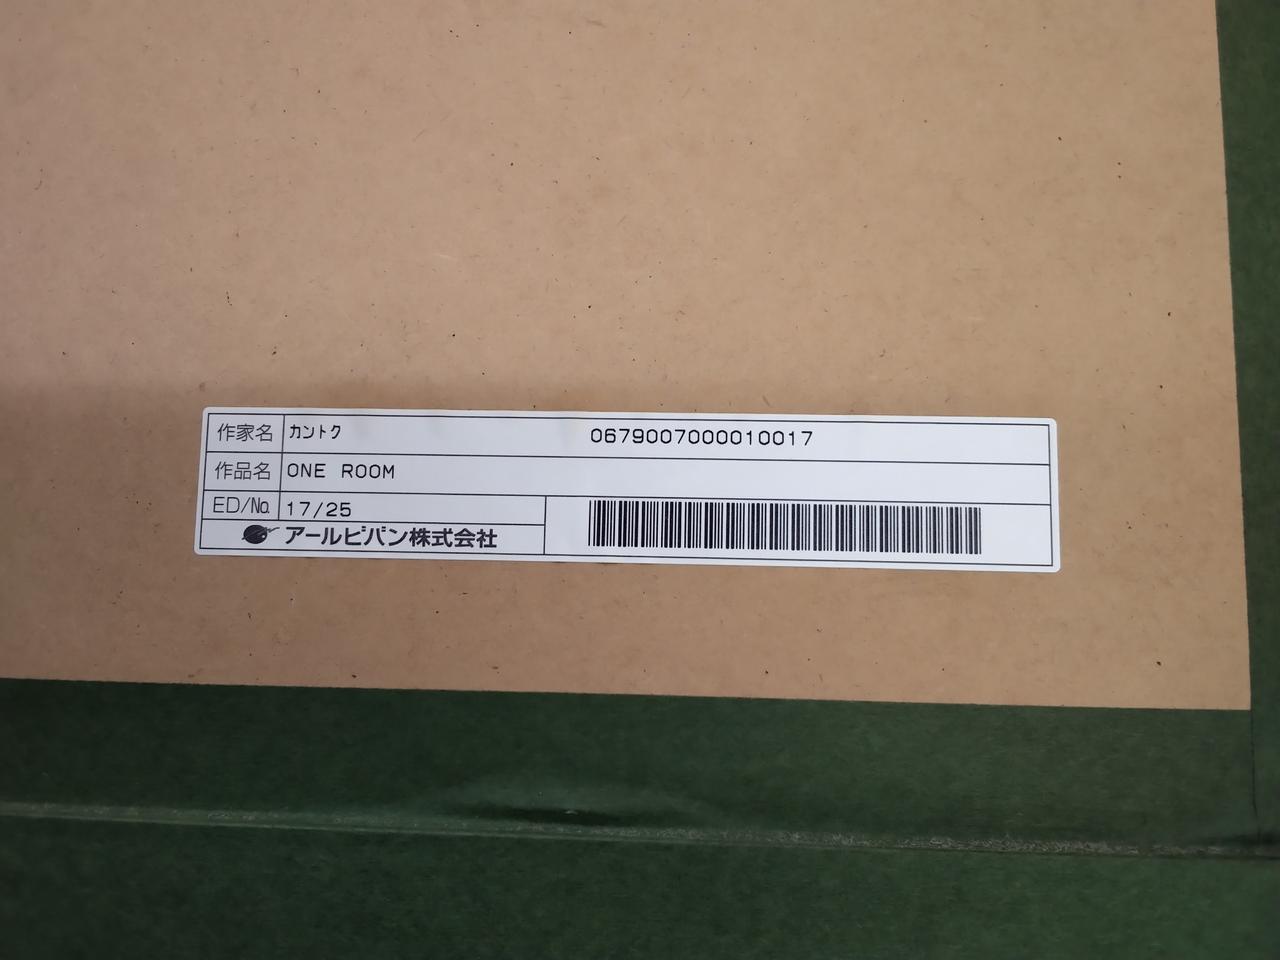 作家名 ｶﾝﾄｸ 0679007000010017
作品名 ONE ROOM
ED/No. 17/25
アールビバン株式会社